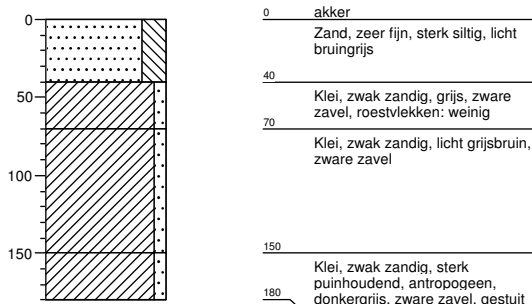 0
50
100
150
0 akker
Zand, zeer fijn, sterk siltig, licht
bruingrijs
40
Klei, zwak zandig, grijs, zware
zavel, roestvlekken: weinig
70
Klei, zwak zandig, licht grijsbruin,
zware zavel
150
Klei, zwak zandig, sterk
puinhoudend, antropogeen,
180
donkergrijs, zware zavel, gestuit